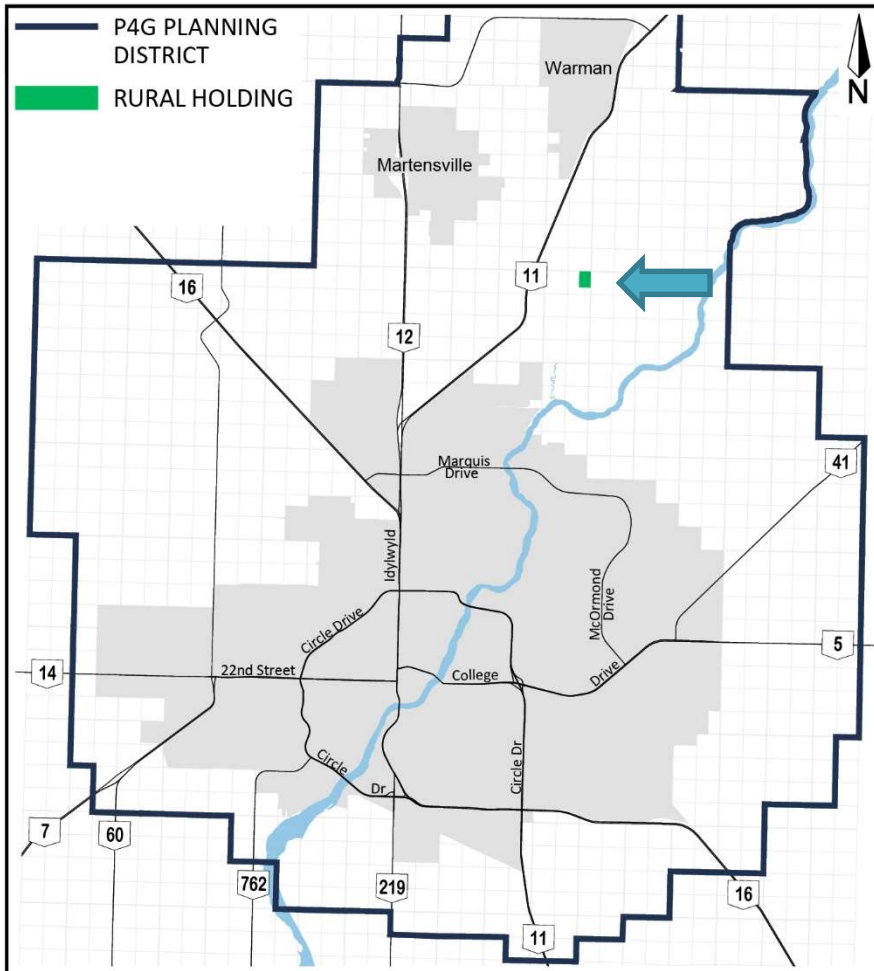 P4G PLANNING
DISTRICT
RURAL HOLDING
N
Warman
Martensville
16
11
12
Marquis
Drive
41
Idylwyld
McOrmond
Drive
Circle Drive
5
14
22nd Street
College
Drive
Circle
Dr
Circle Dr
7
60
762
219
16
11